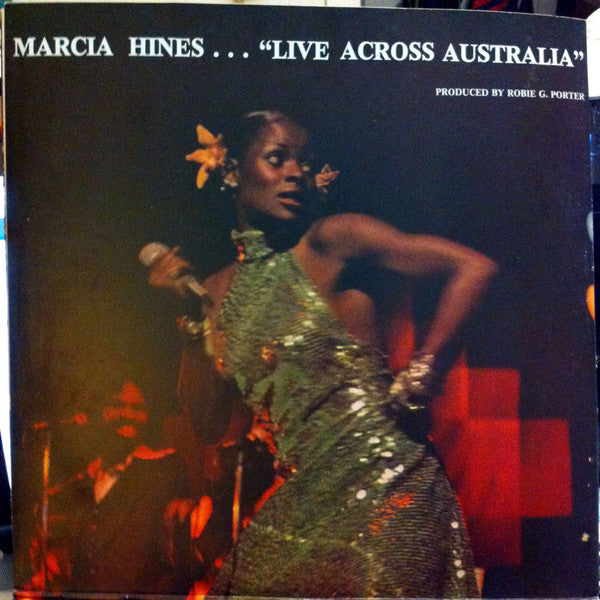 MARCIA HINES . . . “LIVE ACROSS AUSTRALIA”
PRODUCED BY ROBIE G. PORTER